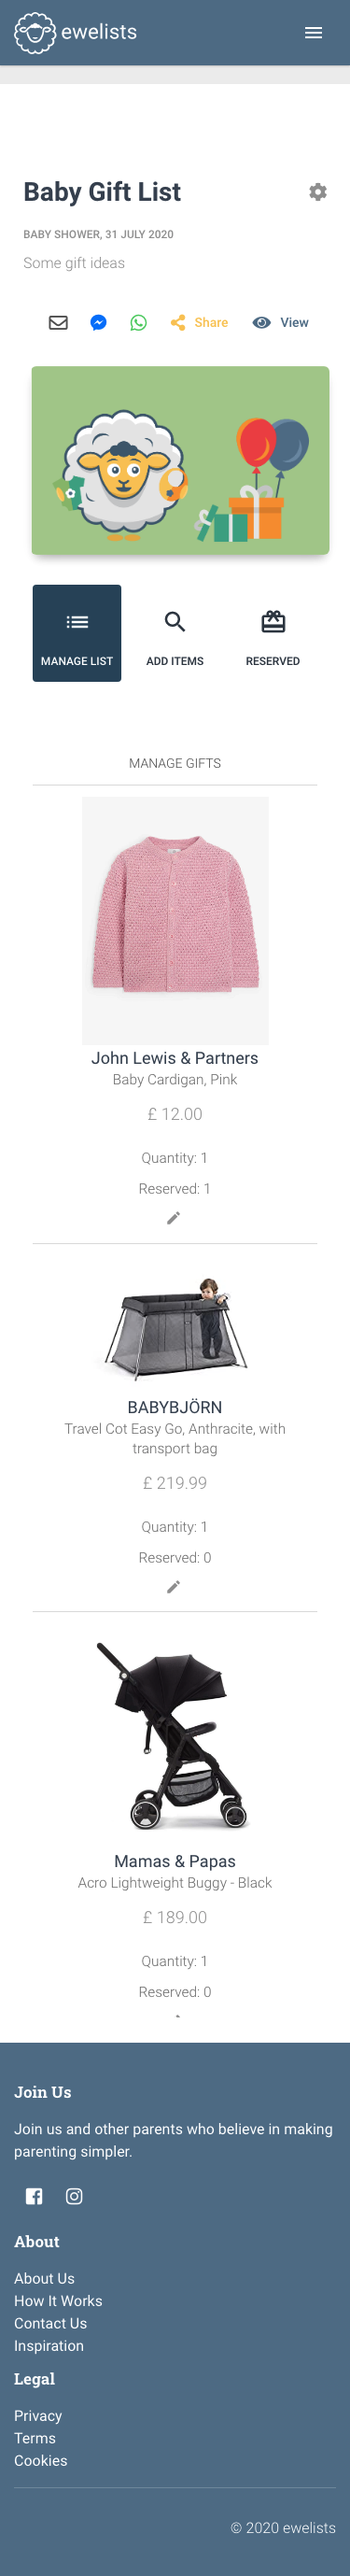 ewelists
Baby Gift List
BABY SHOWER, 31 JULY 2020
Some gift ideas
Share View
MANAGE LIST ADD ITEMS RESERVED
MANAGE GIFTS
John Lewis & Partners
Baby Cardigan, Pink
£ 12.00
Quantity: 1
Reserved: 1
BABYBJÖRN
Travel Cot Easy Go, Anthracite, with
transport bag
£ 219.99
Quantity: 1
Reserved: 0
Mamas & Papas
Acro Lightweight Buggy - Black
£ 189.00
Quantity: 1
Reserved: 0
Join Us
Join us and other parents who believe in making
parenting simpler.
About
About Us
How It Works
Contact Us
Inspiration
Legal
Privacy
Terms
Cookies
© 2020 ewelists